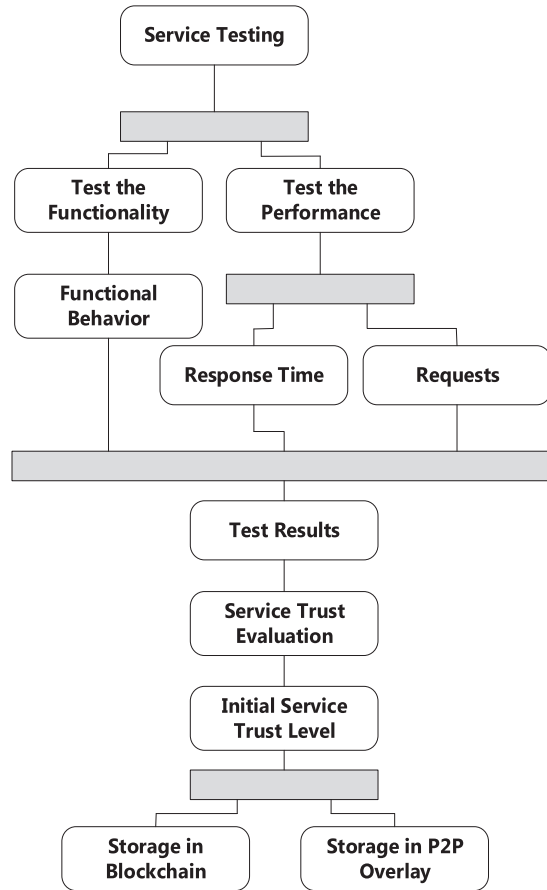 Service Testing
Test the
Functionality
Test the
Performance
Functional
Behavior
Response Time
Requests
Test Results
Service Trust
Evaluation
Initial Service
Trust Level
Storage in
Blockchain
Storage in P2P
Overlay